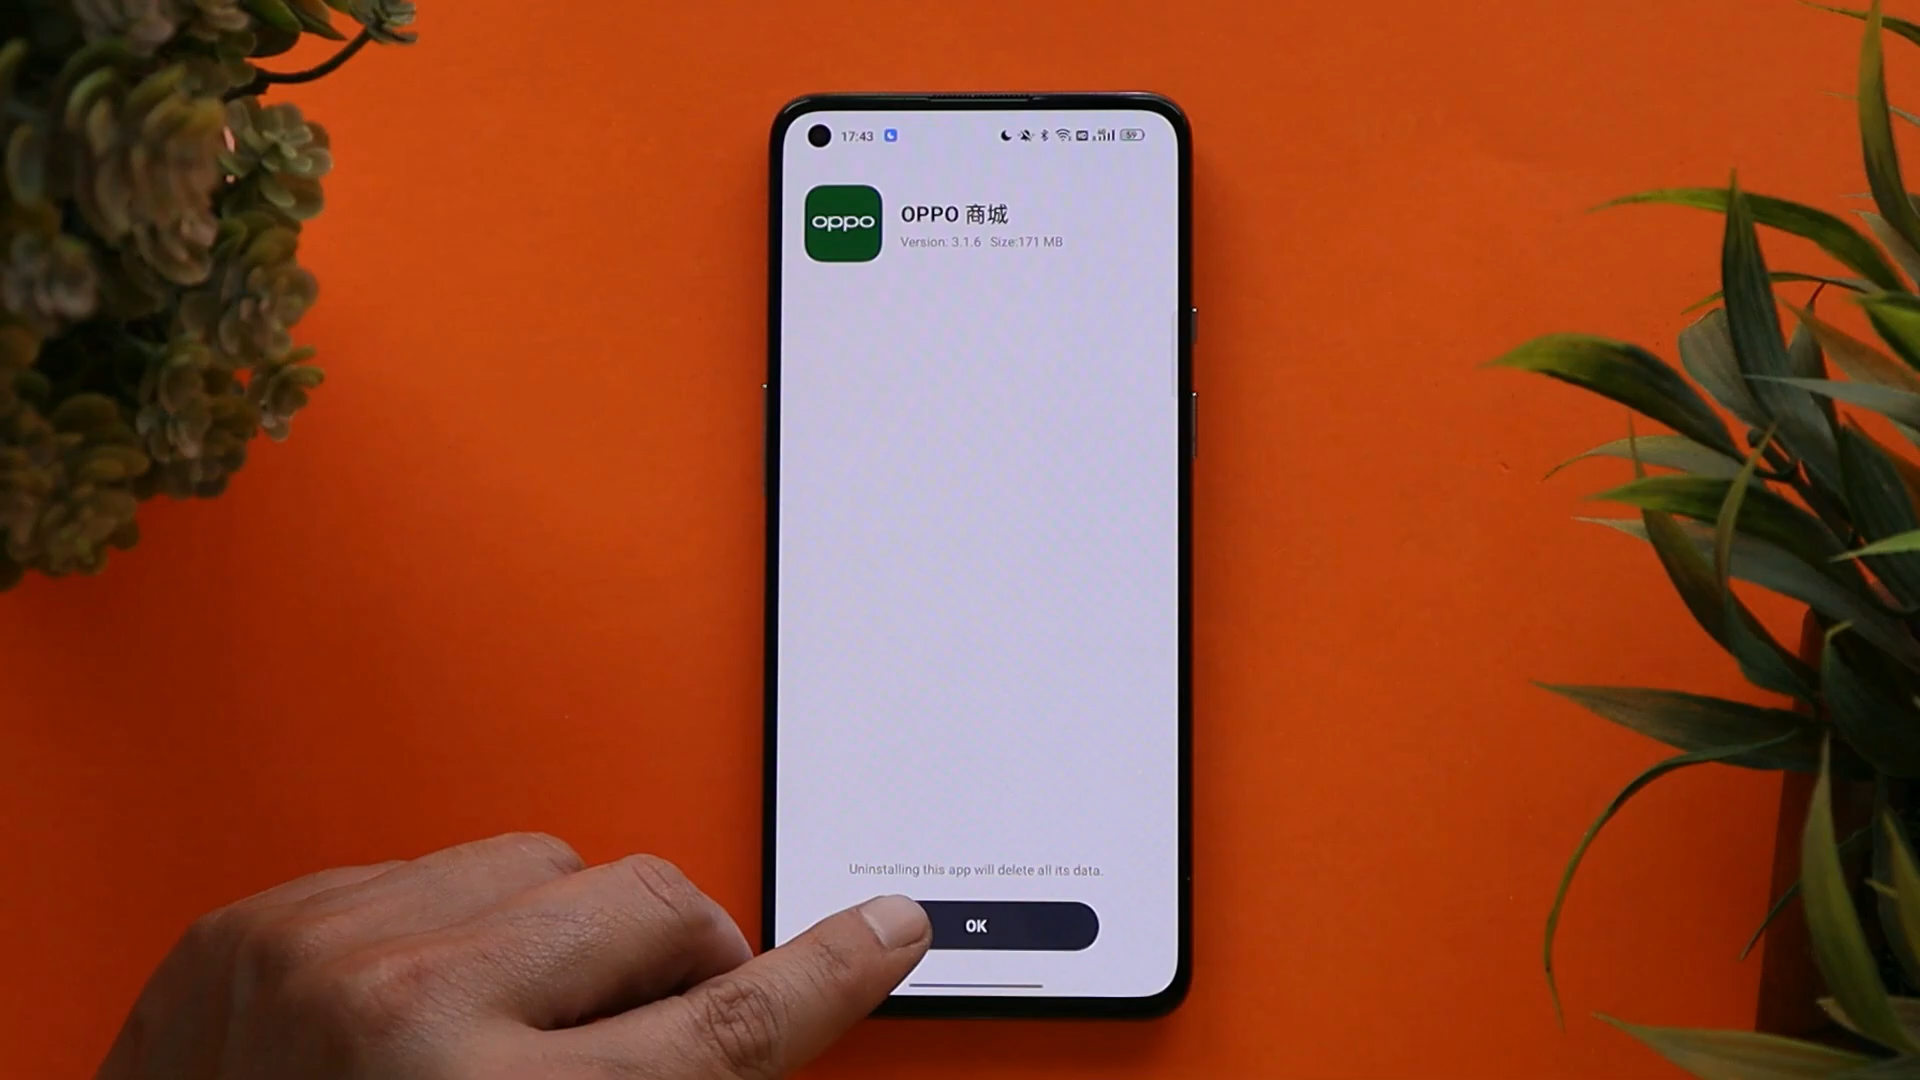 17:43
59
oppo
OPPO 商城
Version: 3.1.6 Size:171 MB
Uninstalling this app will delete all its data.
OK